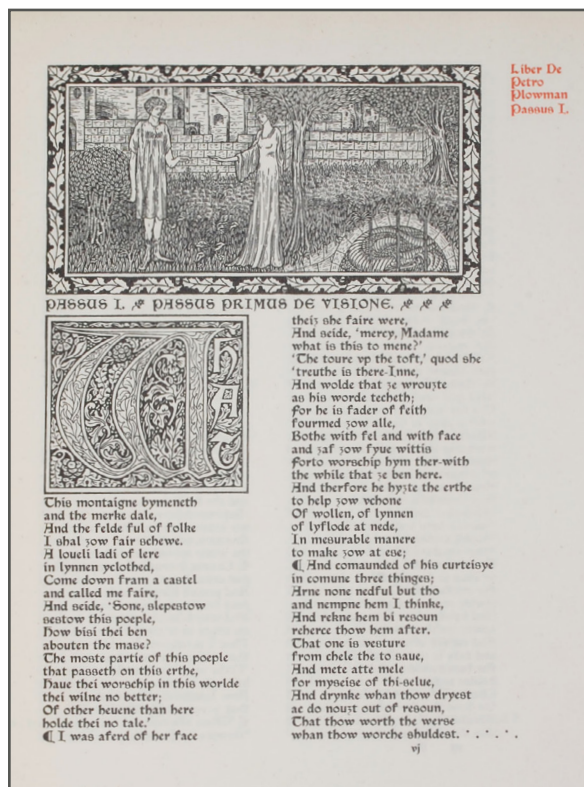 Liber De
Petro
Plowman
Passus I.
PASSUS I. PASSUS PRIMUS DE VISIONE.
WHAT
This montaigne bymeneth
and the merke dale,
And the felde ful of folke
I shal ȝow fair schewe.
A loueli ladi of lere
in lynnen yclothed,
Come down fram a castel
and called me faire,
And seide, 'Sone, slepestow
sestow this poeple,
How bisi thei ben
abouten the mase?
The moste partie of this poeple
that passeth on this erthe,
Haue thei worschip in this worlde
thei wilne no better;
Of other heuene than here
holde thei no tale.'
¶ I was aferd of her face
theiȝ she faire were,
And seide, 'mercy, Madame
what is this to mene?'
'The toure vp the toft,' quod she
'treuthe is there-Inne,
And wolde that ȝe wrouȝte
as his worde techeth;
For he is fader of feith
fourmed ȝow alle,
Bothe with fel and with face
and ȝaf ȝow fyue wittis
Forto worschip hym ther-with
the while that ȝe ben here.
And therfore he hyȝte the erthe
to help ȝow vchone
Of wollen, of lynnen
of lyflode at nede,
In mesurable manere
to make ȝow at ese;
¶ And comaunded of his curteisye
in comune three thinges;
Arne none nedful but tho
and nempne hem I thinke,
And rekne hem bi resoun
reherce thow hem after.
That one is vesture
from chele the to saue,
And mete atte mele
for myseise of thi-selue,
And drynke whan thow dryest
ac do nouȝt out of resoun,
That thow worth the werse
whan thow worche shuldest.
vj